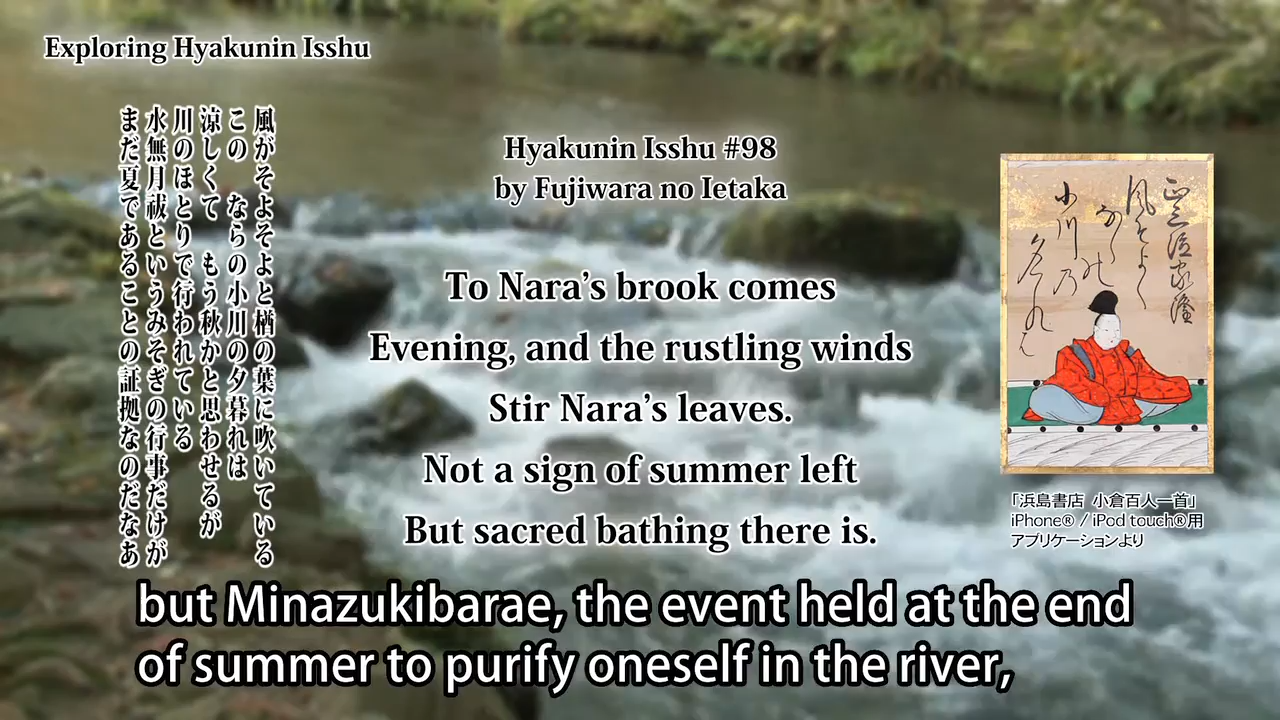 Exploring Hyakunin Isshu
風がそよそよと楢の葉に吹いている
この ならの小川の夕暮れは
涼しくて もう秋かと思わせるが
川のほとりで行われている
水無月祓というみそぎの行事だけが
まだ夏であることの証拠なのだなあ
Hyakunin Isshu #98
by Fujiwara no Ietaka
To Nara's brook comes
Evening, and the rustling winds
Stir Nara's leaves.
Not a sign of summer left
But sacred bathing there is.
「浜島書店 小倉百人一首」
iPhone® / iPod touch®用
アプリケーションより
but Minazukibarae, the event held at the end
of summer to purify oneself in the river,